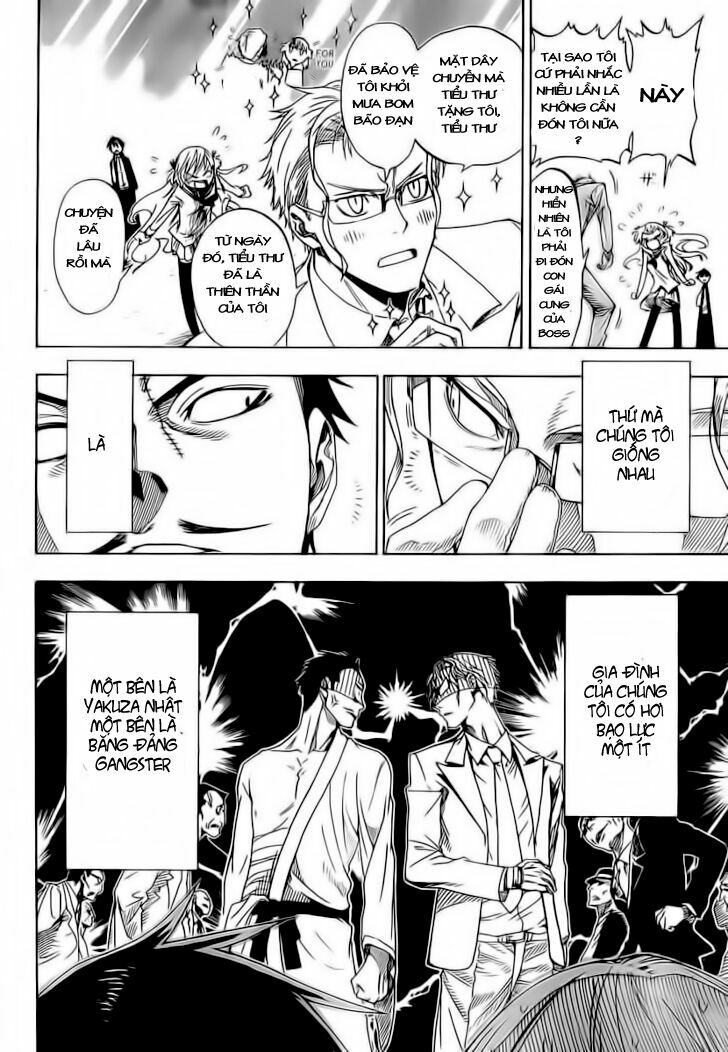 NÀY
TẠI SAO TÔI
CỨ PHẢI NHẮC
NHIỀU LẦN LÀ
KHÔNG CẦN
ĐÓN TÔI NỮA
?
NHƯNG
HIỂN
NHIÊN
LÀ TÔI
PHẢI
ĐI ĐÓN
CON
GÁI
CƯNG
CỦA
BOSS
FOR
YOU
MẶT DÂY
CHUYỀN MÀ
TIỂU THƯ
TẶNG TÔI,
TIỂU THƯ
ĐÃ BẢO VỆ
TÔI KHỎI
MƯA BOM
BÃO ĐẠN
TỪ NGÀY
ĐÓ, TIỂU THƯ
ĐÃ LÀ
THIÊN THẦN
CỦA TÔI
CHUYỆN
ĐÃ
LÂU
RỒI MÀ
THỨ MÀ
CHÚNG TÔI
GIỐNG
NHAU
LÀ
GIA ĐÌNH
CỦA CHÚNG
TÔI CÓ HƠI
BẠO LỰC
MỘT ÍT
MỘT BÊN LÀ
YAKUZA NHẬT
MỘT BÊN LÀ
BĂNG ĐẢNG
GANGSTER